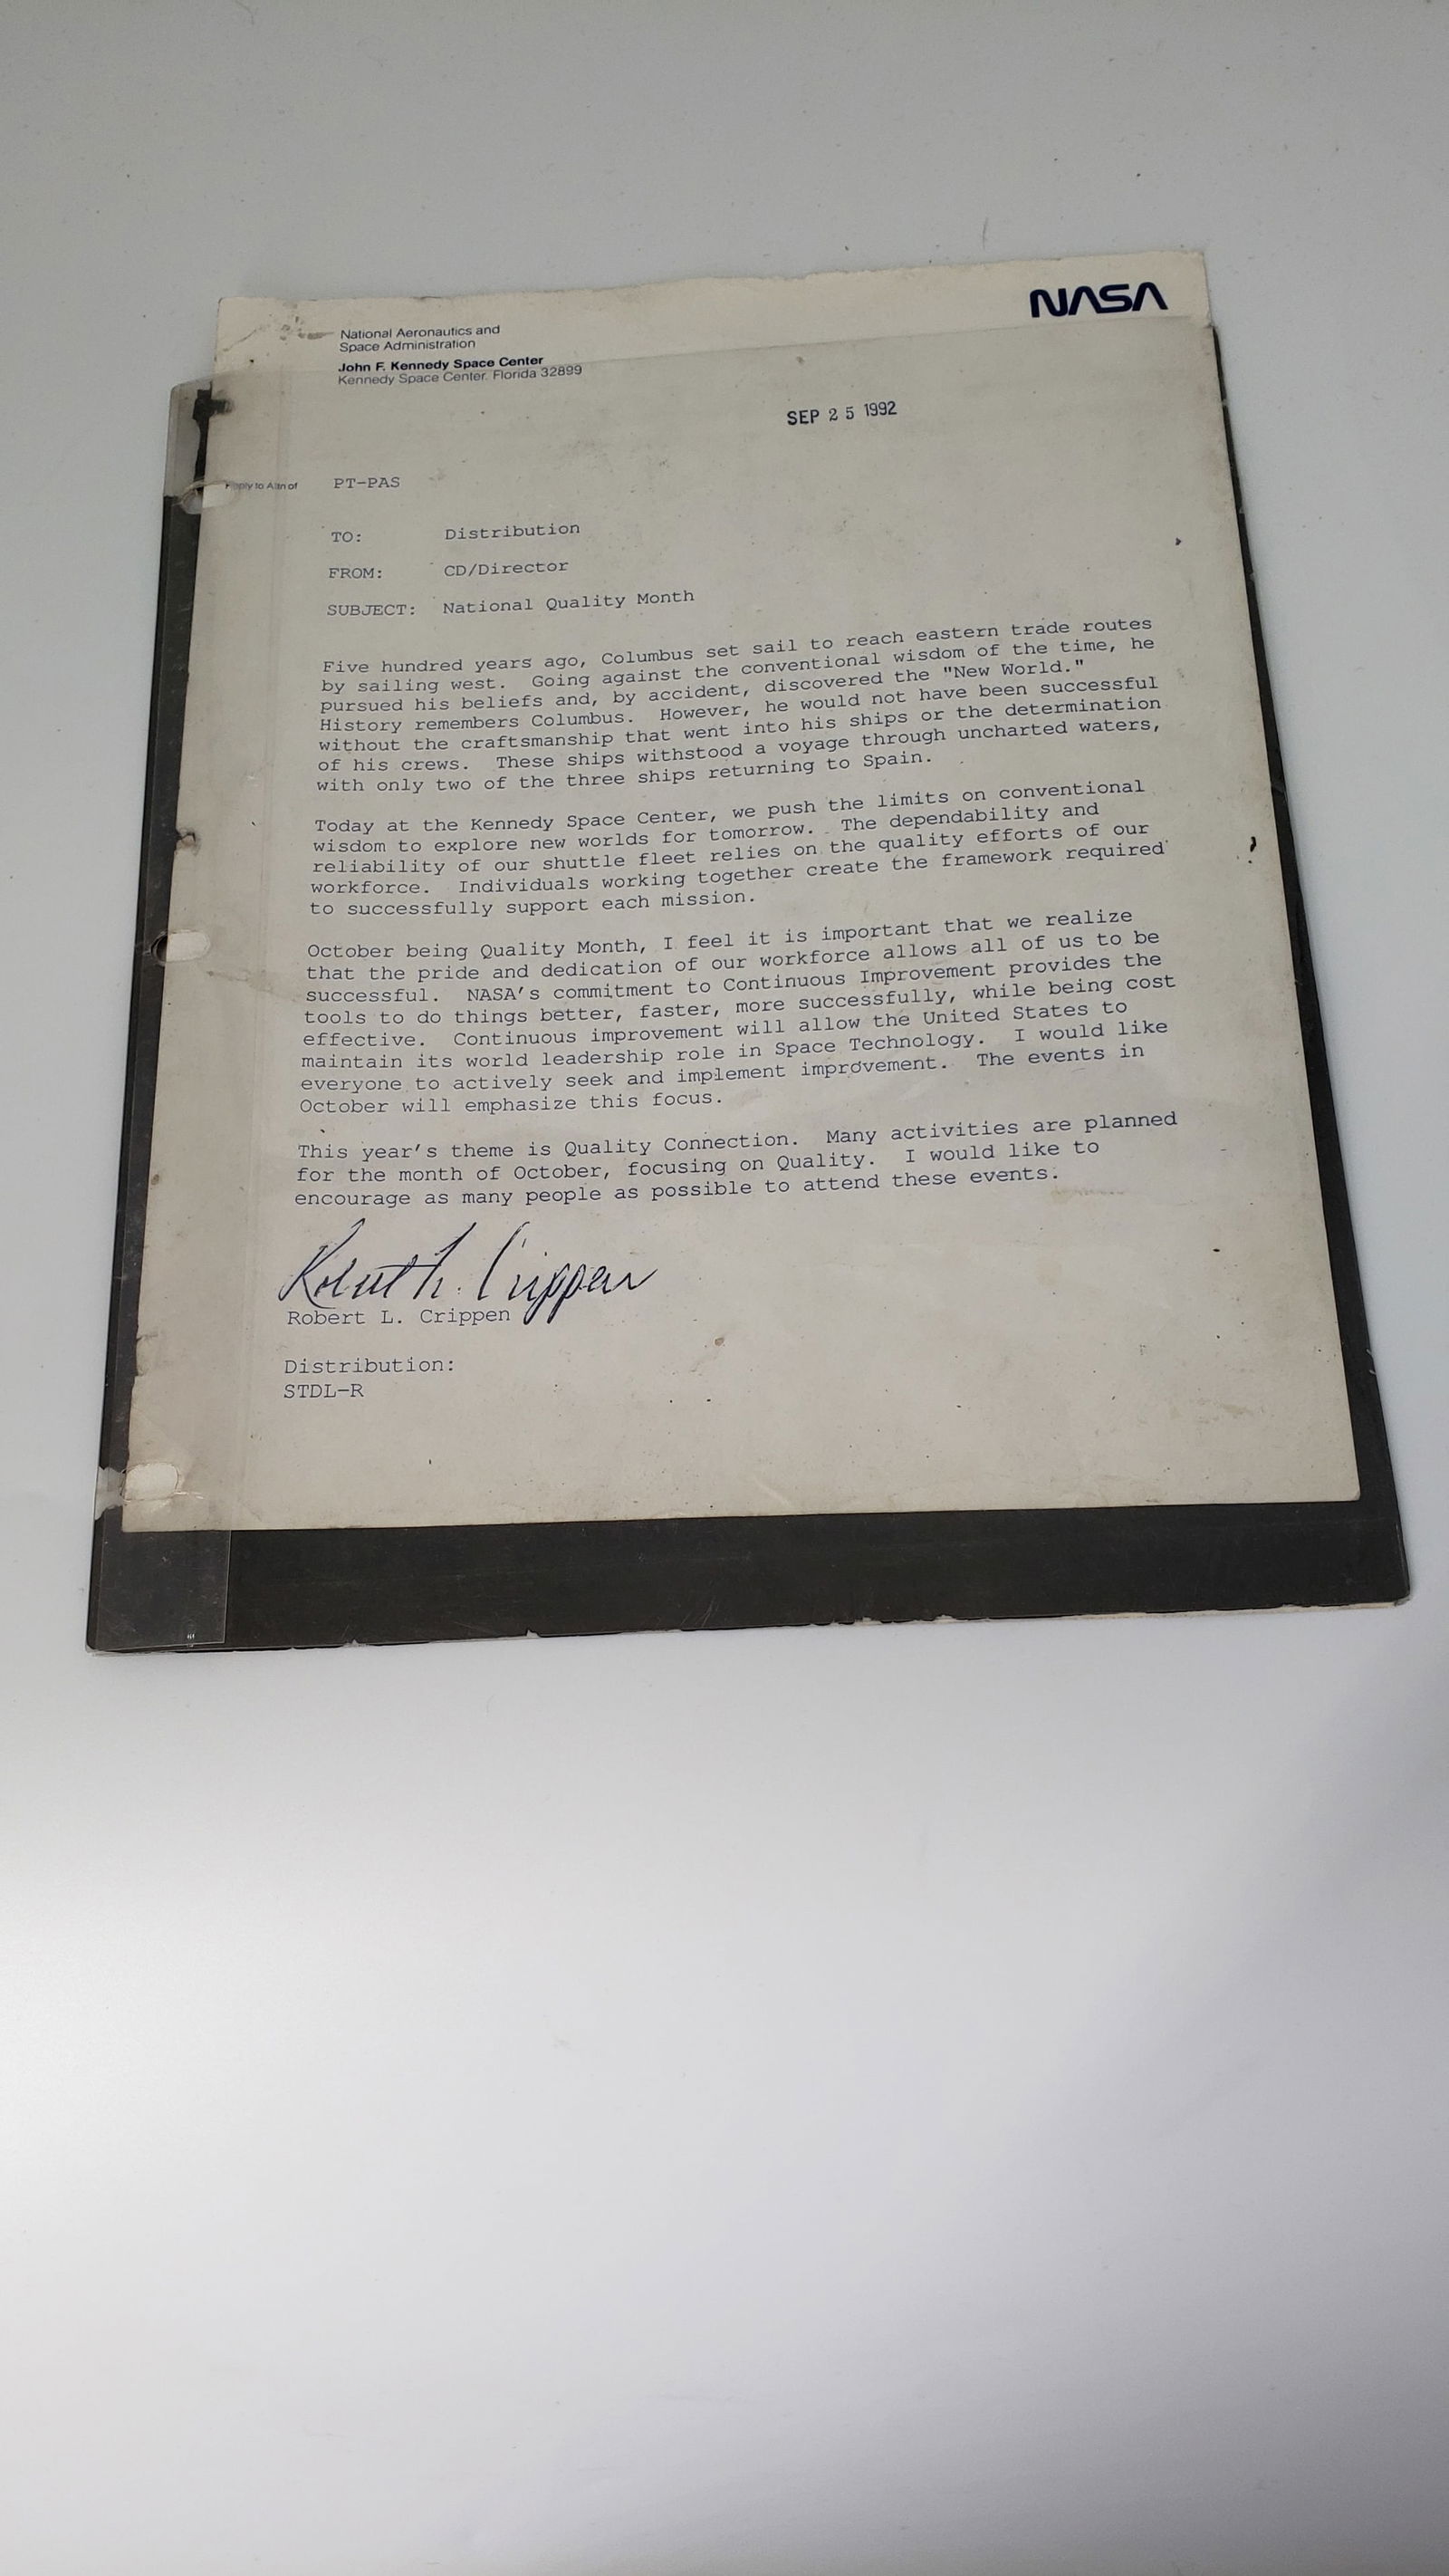 NASA
National Aeronautics and
Space Administration
John F. Kennedy Space Center
Kennedy Space Center, Florida 32899
SEP 25 1992
Reply to Attn of PT-PAS
TO: Distribution
FROM: CD/Director
SUBJECT: National Quality Month
Five hundred years ago, Columbus set sail to reach eastern trade routes
by sailing west. Going against the conventional wisdom of the time, he
pursued his beliefs and, by accident, discovered the "New World."
History remembers Columbus. However, he would not have been successful
without the craftsmanship that went into his ships or the determination
of his crews. These ships withstood a voyage through uncharted waters,
with only two of the three ships returning to Spain.
Today at the Kennedy Space Center, we push the limits on conventional
wisdom to explore new worlds for tomorrow. The dependability and
reliability of our shuttle fleet relies on the quality efforts of our
workforce. Individuals working together create the framework required
to successfully support each mission.
October being Quality Month, I feel it is important that we realize
that the pride and dedication of our workforce allows all of us to be
successful. NASA's commitment to Continuous Improvement provides the
tools to do things better, faster, more successfully, while being cost
effective. Continuous improvement will allow the United States to
maintain its world leadership role in Space Technology. I would like
everyone to actively seek and implement improvement. The events in
October will emphasize this focus.
This year's theme is Quality Connection. Many activities are planned
for the month of October, focusing on Quality. I would like to
encourage as many people as possible to attend these events.
Robert L. Crippen
Robert L. Crippen
Distribution:
STDL-R